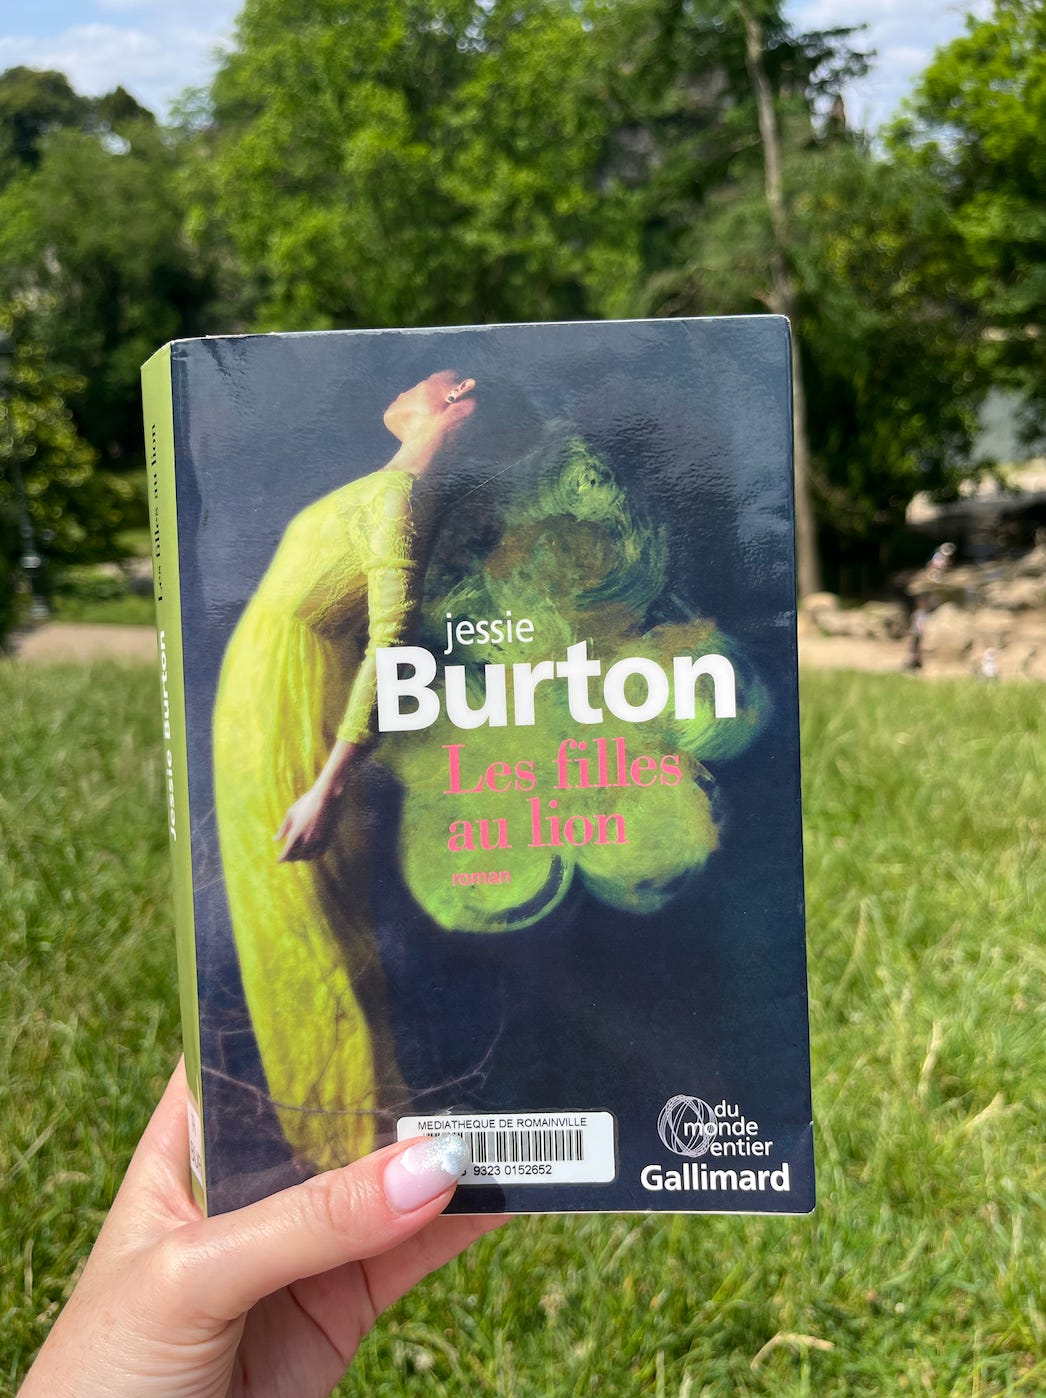 Les filles au lion
jessie Burton
jessie
Burton
Les filles
au lion
roman
MEDIATHEQUE DE ROMAINVILLE
9323 0152652
du
monde
entier
Gallimard